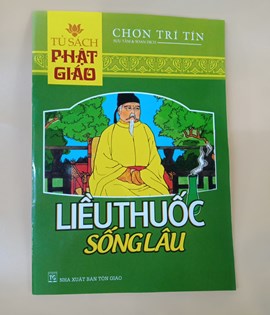 TỦ SÁCH
PHẬT
GIÁO
CHƠN TRÍ TÍN
LIỀU THUỐC
SỐNG LÂU
NHÀ XUẤT BẢN TÔN GIÁO